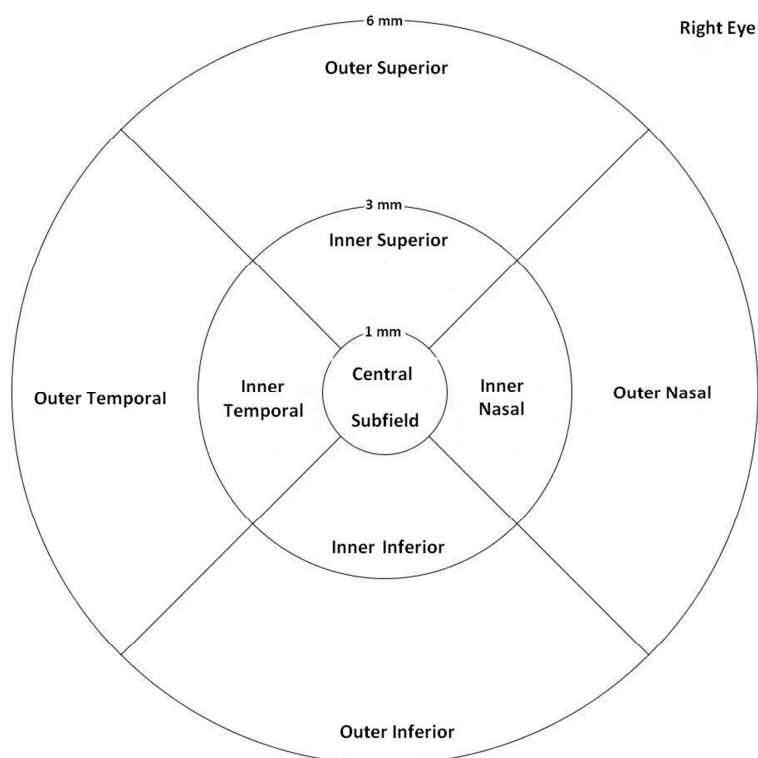 6 mm
Right Eye
Outer Superior
3 mm
Inner Superior
1 mm
Central
Subfield
Outer Temporal
Inner
Temporal
Inner
Nasal
Outer Nasal
Inner Inferior
Outer Inferior